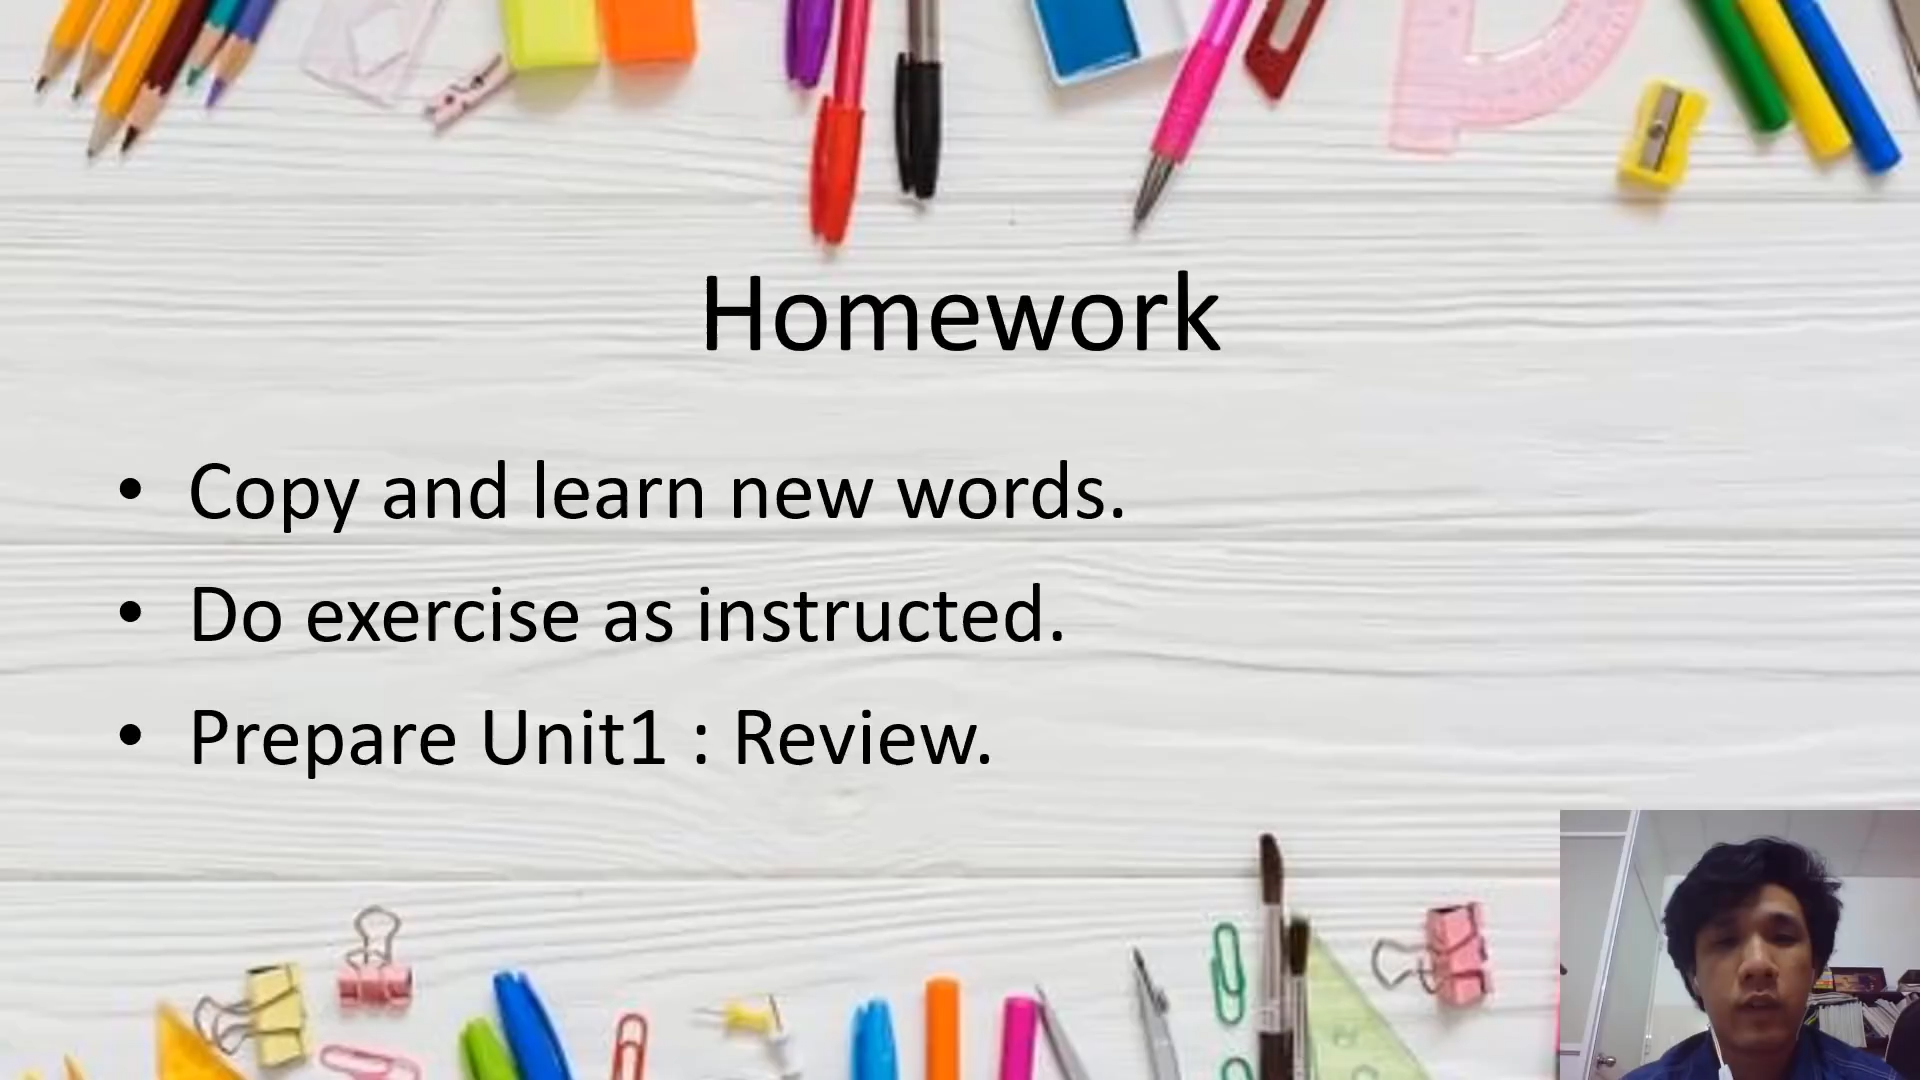 Homework
• Copy and learn new words.
• Do exercise as instructed.
• Prepare Unit1 : Review.